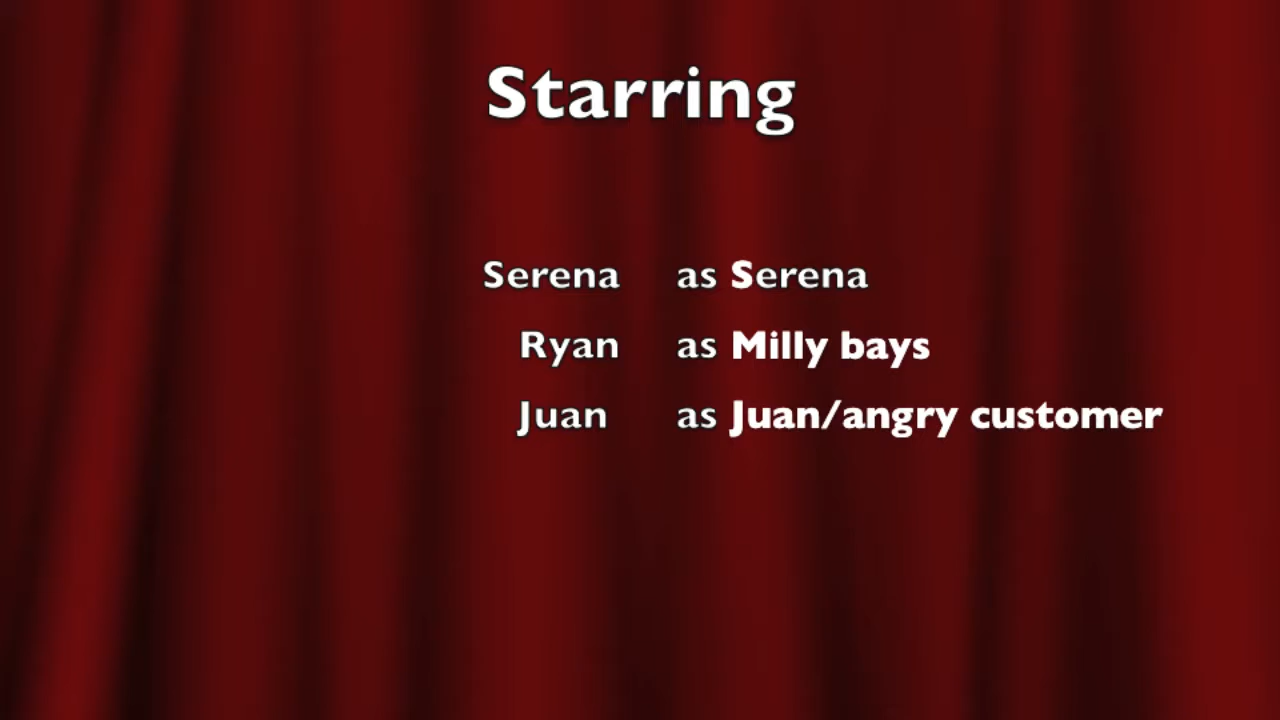 Starring
Serena as Serena
Ryan as Milly bays
Juan as Juan/angry customer